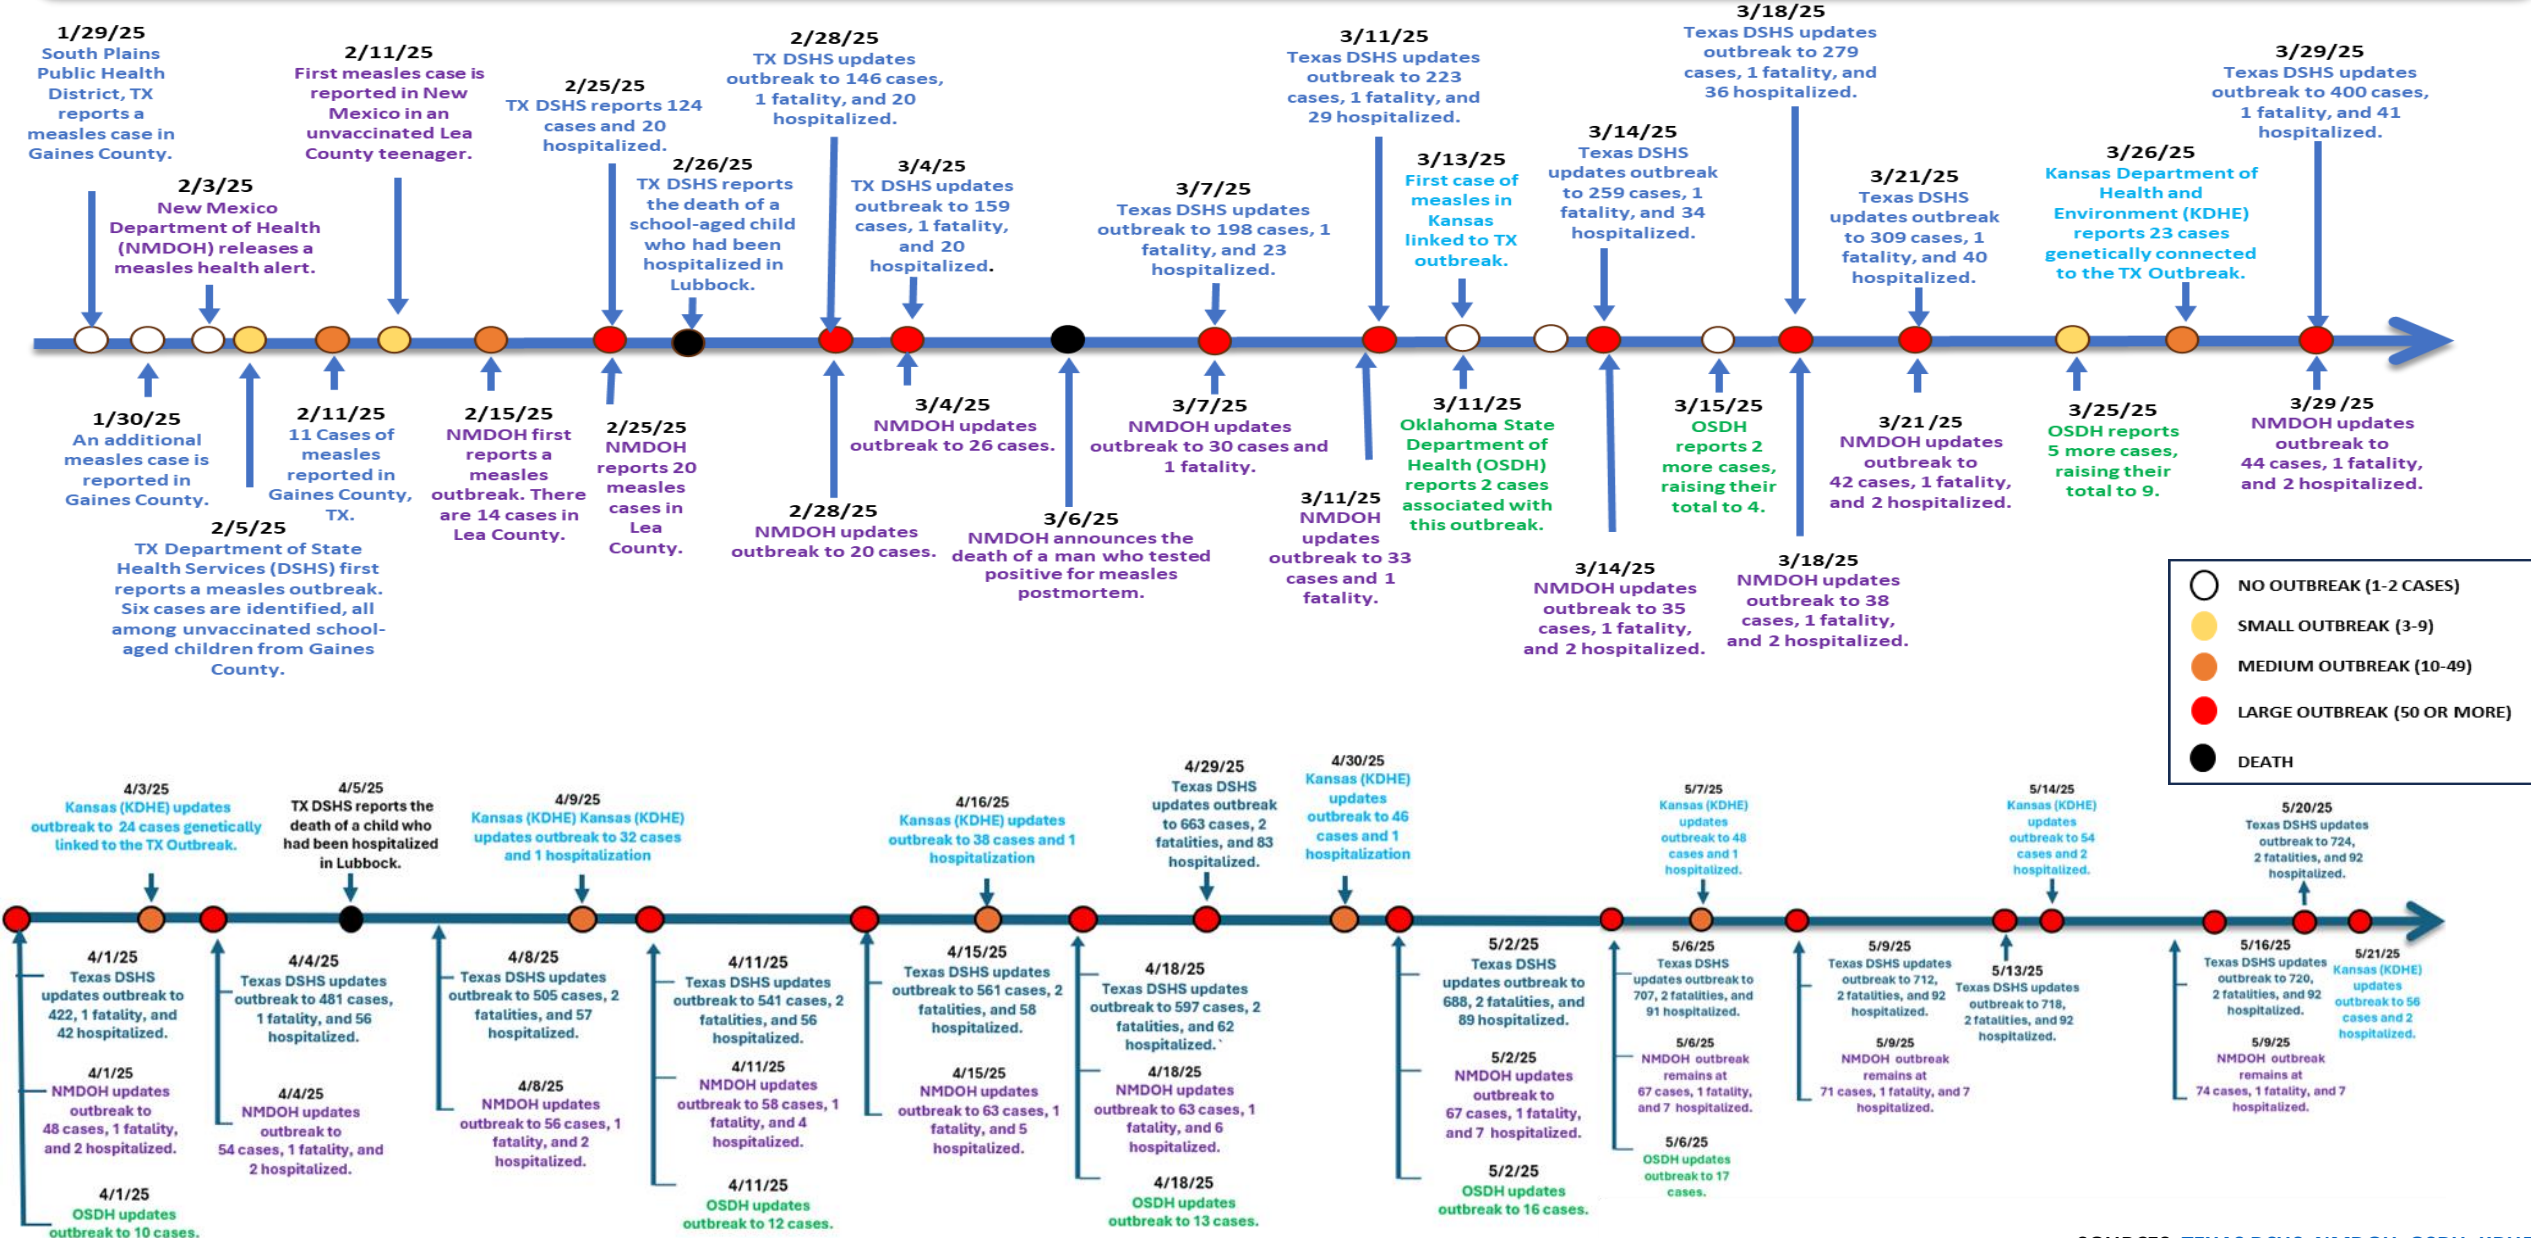 1/29/25
South Plains
Public Health
District, TX
reports a
measles case in
Gaines County.
2/3/25
New Mexico
Department of Health
(NMDOH) releases a
measles health alert.
2/11/25
First measles case is
reported in New
Mexico in an
unvaccinated Lea
County teenager.
2/25/25
TX DSHS reports 124
cases and 20
hospitalized.
2/26/25
TX DSHS reports
the death of a
school-aged child
who had been
hospitalized in
Lubbock.
2/28/25
TX DSHS updates
outbreak to 146 cases,
1 fatality, and 20
hospitalized.
3/4/25
TX DSHS updates
outbreak to 159
cases, 1 fatality,
and 20
hospitalized.
3/7/25
Texas DSHS updates
outbreak to 198 cases, 1
fatality, and 23
hospitalized.
3/11/25
Texas DSHS updates
outbreak to 223
cases, 1 fatality, and
29 hospitalized.
3/13/25
First case of
measles in
Kansas
linked to TX
outbreak.
3/14/25
Texas DSHS
updates outbreak
to 259 cases, 1
fatality, and 34
hospitalized.
3/18/25
Texas DSHS updates
outbreak to 279
cases, 1 fatality, and
36 hospitalized.
3/21/25
Texas DSHS
updates outbreak
to 309 cases, 1
fatality, and 40
hospitalized.
3/26/25
Kansas Department of
Health and
Environment (KDHE)
reports 23 cases
genetically connected
to the TX Outbreak.
3/29/25
Texas DSHS updates
outbreak to 400 cases,
1 fatality, and 41
hospitalized.
1/30/25
An additional
measles case is
reported in
Gaines County.
2/5/25
TX Department of State
Health Services (DSHS) first
reports a measles outbreak.
Six cases are identified, all
among unvaccinated school-
aged children from Gaines
County.
2/11/25
11 Cases of
measles
reported in
Gaines County,
TX.
2/15/25
NMDOH first
reports a
measles
outbreak. There
are 14 cases in
Lea County.
2/25/25
NMDOH
reports 20
measles
cases in
Lea
County.
2/28/25
NMDOH updates
outbreak to 20 cases.
3/4/25
NMDOH updates
outbreak to 26 cases.
3/6/25
NMDOH announces the
death of a man who tested
positive for measles
postmortem.
3/7/25
NMDOH updates
outbreak to 30 cases and
1 fatality.
3/11/25
NMDOH
updates
outbreak to 33
cases and 1
fatality.
3/11/25
Oklahoma State
Department of
Health (OSDH)
reports 2 cases
associated with
this outbreak.
3/14/25
NMDOH updates
outbreak to 35
cases, 1 fatality,
and 2 hospitalized.
3/15/25
OSDH
reports 2
more cases,
raising their
total to 4.
3/18/25
NMDOH updates
outbreak to 38
cases, 1 fatality,
and 2 hospitalized.
3/21 /25
NMDOH updates
outbreak to
42 cases, 1 fatality,
and 2 hospitalized.
3/25/25
OSDH reports
5 more cases,
raising their
total to 9.
3/29 /25
NMDOH updates
outbreak to
44 cases, 1 fatality,
and 2 hospitalized.
NO OUTBREAK (1-2 CASES)
SMALL OUTBREAK (3-9)
MEDIUM OUTBREAK (10-49)
LARGE OUTBREAK (50 OR MORE)
DEATH
4/3/25
Kansas (KDHE) updates
outbreak to 24 cases genetically
linked to the TX Outbreak.
4/5/25
TX DSHS reports the
death of a child who
had been hospitalized
in Lubbock.
4/9/25
Kansas (KDHE) Kansas (KDHE)
updates outbreak to 32 cases
and 1 hospitalization
4/16/25
Kansas (KDHE) updates
outbreak to 38 cases and 1
hospitalization
4/29/25
Texas DSHS
updates outbreak
to 663 cases, 2
fatalities, and 83
hospitalized.
4/30/25
Kansas (KDHE)
updates
outbreak to 46
cases and 1
hospitalization
5/7/25
Kansas (KDHE)
updates
outbreak to 48
cases and 1
hospitalized.
5/14/25
Kansas (KDHE)
updates
outbreak to 54
cases and 2
hospitalized.
5/20/25
Texas DSHS updates
outbreak to 724,
2 fatalities, and 92
hospitalized.
4/1/25
Texas DSHS
updates outbreak to
422, 1 fatality, and
42 hospitalized.
4/1/25
NMDOH updates
outbreak to
48 cases, 1 fatality,
and 2 hospitalized.
4/1/25
OSDH updates
outbreak to 10 cases.
4/4/25
Texas DSHS updates
outbreak to 481 cases,
1 fatality, and 56
hospitalized.
4/4/25
NMDOH updates
outbreak to
54 cases, 1 fatality, and
2 hospitalized.
4/8/25
Texas DSHS updates
outbreak to 505 cases, 2
fatalities, and 57
hospitalized.
4/8/25
NMDOH updates
outbreak to 56 cases, 1
fatality, and 2
hospitalized.
4/11/25
Texas DSHS updates
outbreak to 541 cases, 2
fatalities, and 56
hospitalized.
4/11/25
NMDOH updates
outbreak to 58 cases, 1
fatality, and 4
hospitalized.
4/11/25
OSDH updates
outbreak to 12 cases.
4/15/25
Texas DSHS updates
outbreak to 561 cases, 2
fatalities, and 58
hospitalized.
4/15/25
NMDOH updates
outbreak to 63 cases, 1
fatality, and 5
hospitalized.
4/18/25
Texas DSHS updates
outbreak to 597 cases, 2
fatalities, and 62
hospitalized.`
4/18/25
NMDOH updates
outbreak to 63 cases, 1
fatality, and 6
hospitalized.
4/18/25
OSDH updates
outbreak to 13 cases.
5/2/25
Texas DSHS
updates outbreak to
688, 2 fatalities, and
89 hospitalized.
5/2/25
NMDOH updates
outbreak to
67 cases, 1 fatality,
and 7 hospitalized.
5/2/25
OSDH updates
outbreak to 16 cases.
5/6/25
Texas DSHS
updates outbreak to
707, 2 fatalities, and
91 hospitalized.
5/6/25
NMDOH outbreak
remains at
67 cases, 1 fatality,
and 7 hospitalized.
5/6/25
OSDH updates
outbreak to 17
cases.
5/9/25
Texas DSHS updates
outbreak to 712,
2 fatalities, and 92
hospitalized.
5/9/25
NMDOH outbreak
remains at
71 cases, 1 fatality, and 7
hospitalized.
5/13/25
Texas DSHS updates
outbreak to 718,
2 fatalities, and 92
hospitalized.
5/16/25
Texas DSHS updates
outbreak to 720,
2 fatalities, and 92
hospitalized.
5/9/25
NMDOH outbreak
remains at
74 cases, 1 fatality, and 7
hospitalized.
5/21/25
Kansas (KDHE)
updates
outbreak to 56
cases and 2
hospitalized.